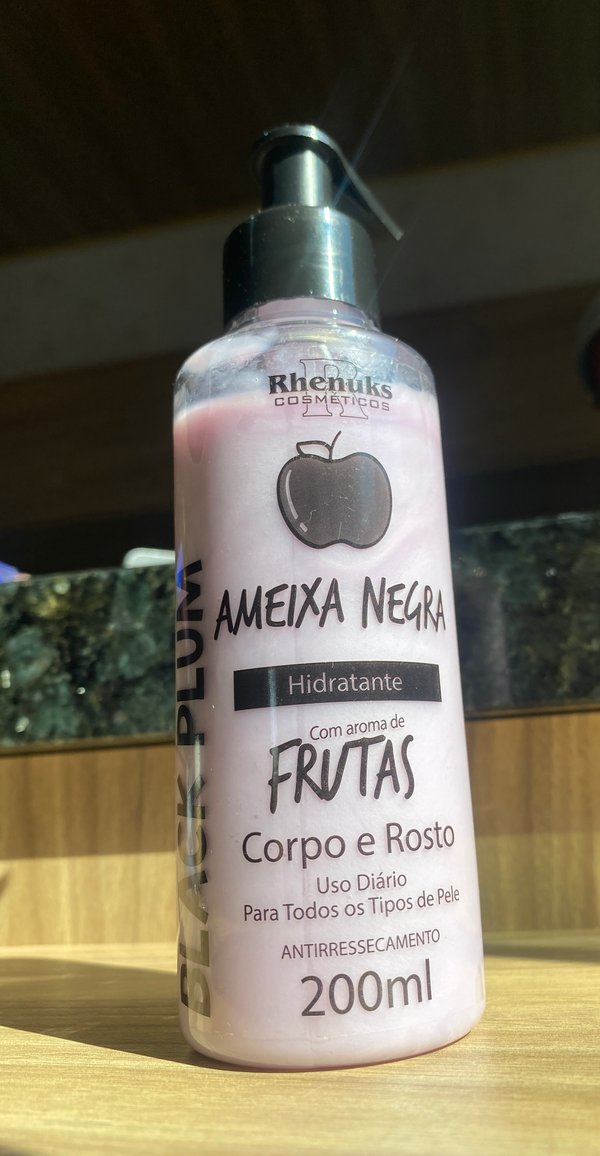 Rhenuks
COSMÉTICOS
AMEIXA NEGRA
Hidratante
Com aroma de
FRUTAS
Corpo e Rosto
Uso Diário
Para Todos os Tipos de Pele
ANTIRRESSECAMENTO
200ml
BLACK PLUM